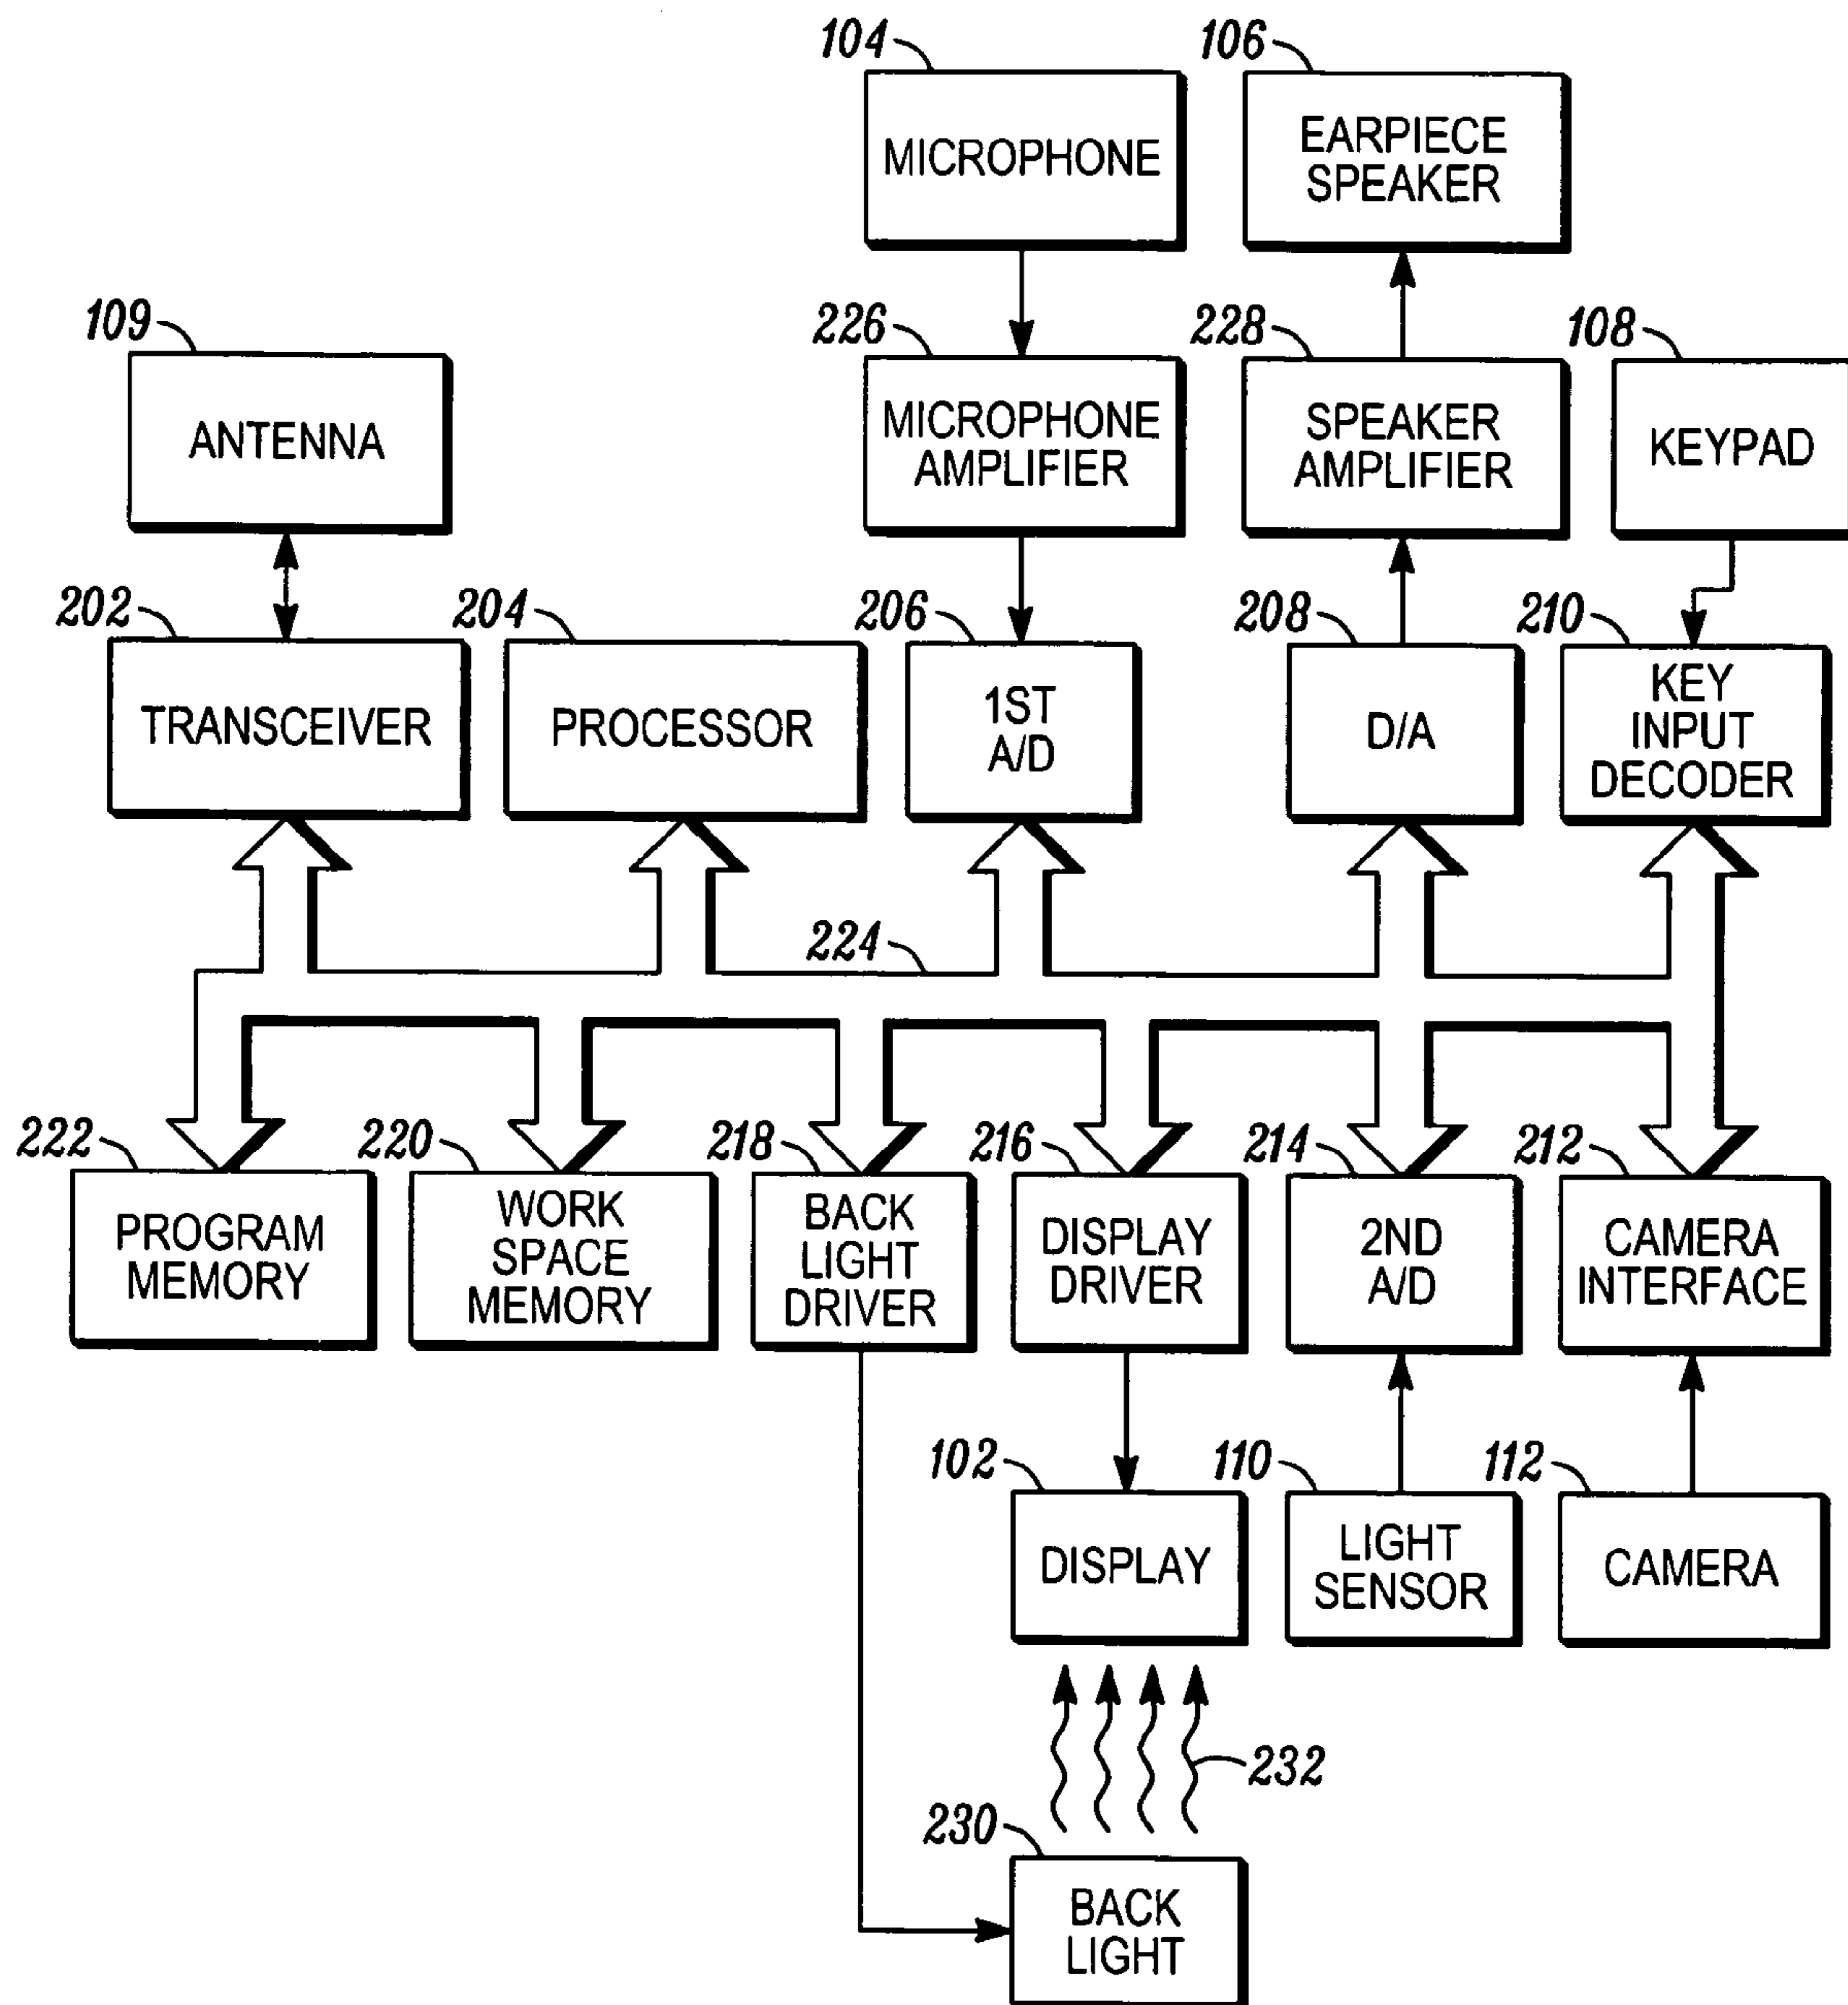 104
106
MICROPHONE
EARPIECE
SPEAKER
109
226
228
108
ANTENNA
MICROPHONE
AMPLIFIER
SPEAKER
AMPLIFIER
KEYPAD
202
204
206
208
210
TRANSCEIVER
PROCESSOR
1ST
A/D
D/A
KEY
INPUT
DECODER
224
222
220
218
216
214
212
PROGRAM
MEMORY
WORK
SPACE
MEMORY
BACK
LIGHT
DRIVER
DISPLAY
DRIVER
2ND
A/D
CAMERA
INTERFACE
102
110
112
DISPLAY
LIGHT
SENSOR
CAMERA
232
230
BACK
LIGHT